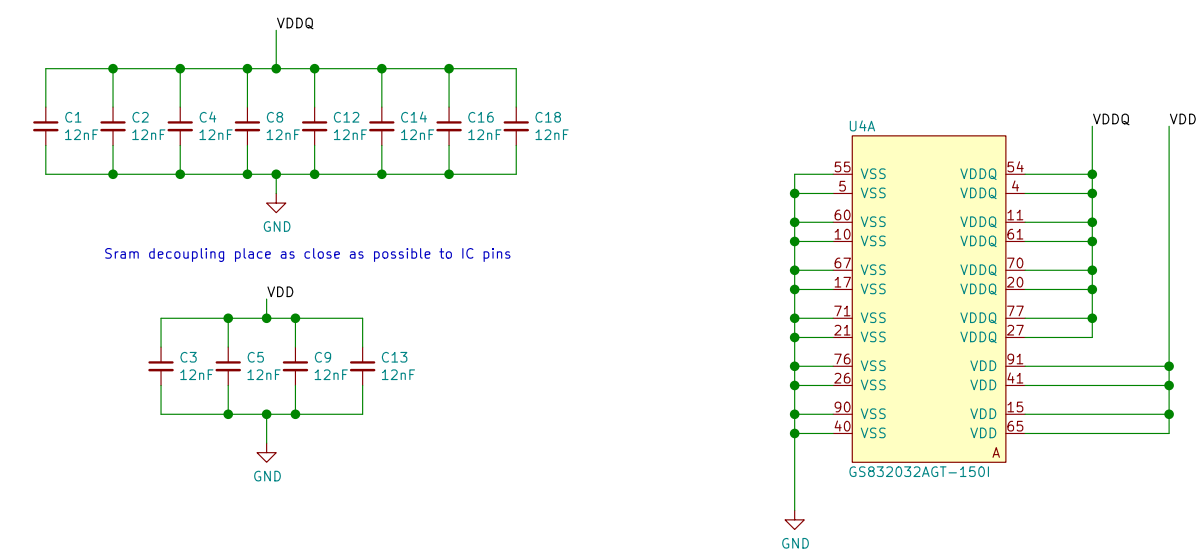 VDDQ
C1 C2 C4 C8 C12 C14 C16 C18
12nF 12nF 12nF 12nF 12nF 12nF 12nF 12nF
GND
Sram decoupling place as close as possible to IC pins
VDD
C3 C5 C9 C13
12nF 12nF 12nF 12nF
GND
VDDQ VDD
U4A
55 VSS VDDQ 54
5 VSS VDDQ 4
60 VSS VDDQ 11
10 VSS VDDQ 61
67 VSS VDDQ 70
17 VSS VDDQ 20
71 VSS VDDQ 77
21 VSS VDDQ 27
76 VSS VDD 91
26 VSS VDD 41
90 VSS VDD 15
40 VSS VDD 65
A
GS832032AGT-150I
GND